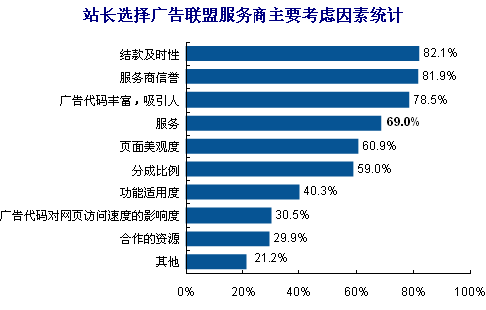 站长选择广告联盟服务商主要考虑因素统计
结款及时性 82.1%
服务商信誉 81.9%
广告代码丰富，吸引人 78.5%
服务 69.0%
页面美观度 60.9%
分成比例 59.0%
功能适用度 40.3%
广告代码对网页访问速度的影响度 30.5%
合作的资源 29.9%
其他 21.2%
0% 20% 40% 60% 80% 100%